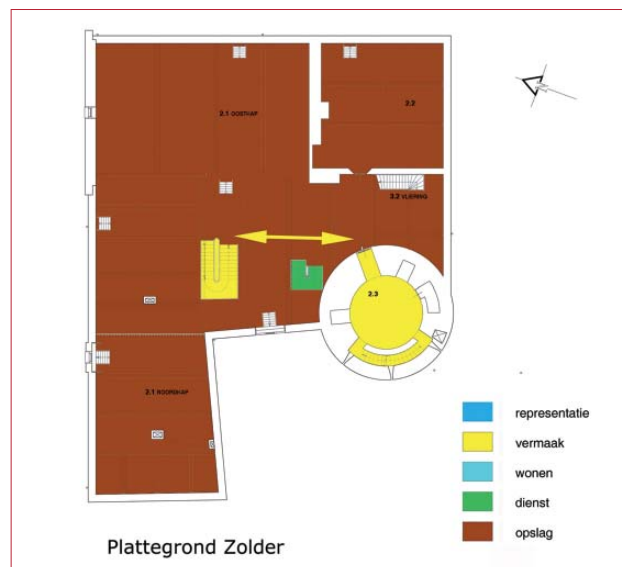 2.2
2.1 OOSTKAP
3.2 VLIERING
2.3
2.1 NOORDKAP
representatie
vermaak
wonen
dienst
opslag
Plattegrond Zolder